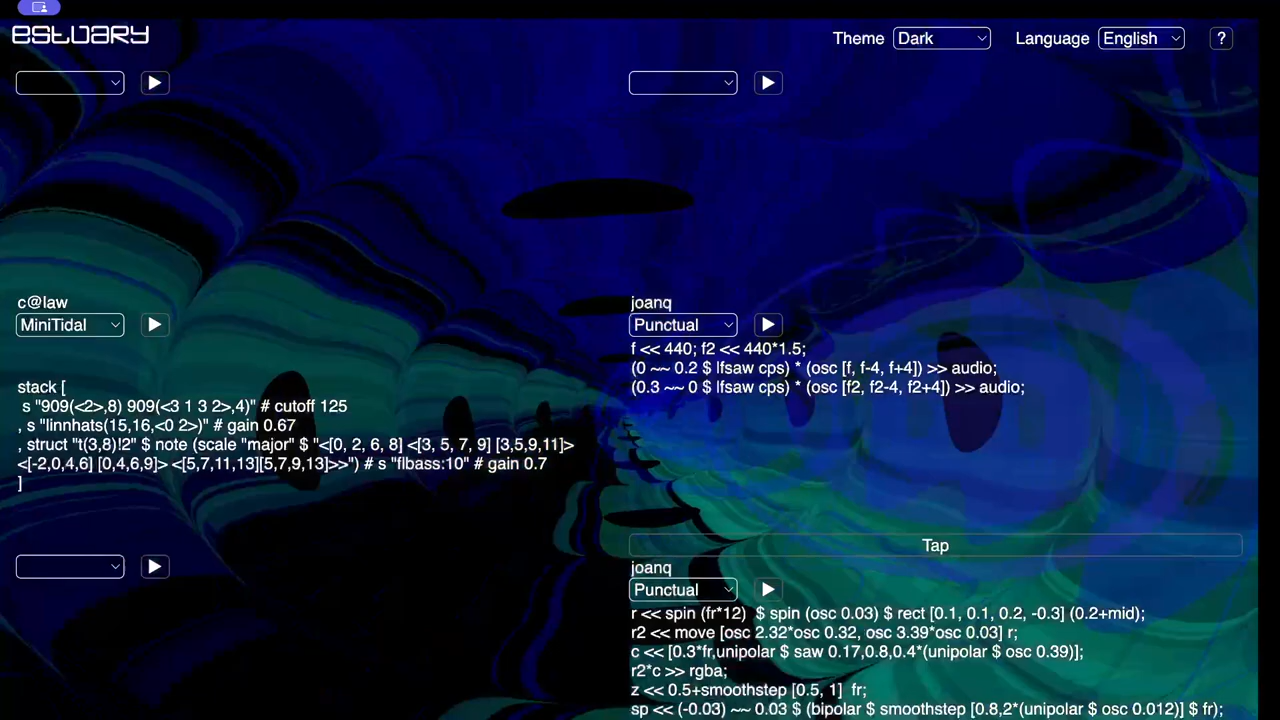 estuary
Theme Dark Language English ?
c@law
MiniTidal
stack [
s "909(<2>,8) 909(<3 1 3 2>,4)" # cutoff 125
, s "linnhats(15,16,<0 2>)" # gain 0.67
, struct "t(3,8)!2" $ note (scale "major" $ "<[0, 2, 6, 8] <[3, 5, 7, 9] [3,5,9,11]>
<[-2,0,4,6] [0,4,6,9]> <[5,7,11,13][5,7,9,13]>>") # s "flbass:10" # gain 0.7
]
joanq
Punctual
f << 440; f2 << 440*1.5;
(0 ~~ 0.2 $ lfsaw cps) * (osc [f, f-4, f+4]) >> audio;
(0.3 ~~ 0 $ lfsaw cps) * (osc [f2, f2-4, f2+4]) >> audio;
Tap
joanq
Punctual
r << spin (fr*12)  $ spin (osc 0.03) $ rect [0.1, 0.1, 0.2, -0.3] (0.2+mid);
r2 << move [osc 2.32*osc 0.32, osc 3.39*osc 0.03] r;
c << [0.3*fr,unipolar $ saw 0.17,0.8,0.4*(unipolar $ osc 0.39)];
r2*c >> rgba;
z << 0.5+smoothstep [0.5, 1]  fr;
sp << (-0.03) ~~ 0.03 $ (bipolar $ smoothstep [0.8,2*(unipolar $ osc 0.012)] $ fr);